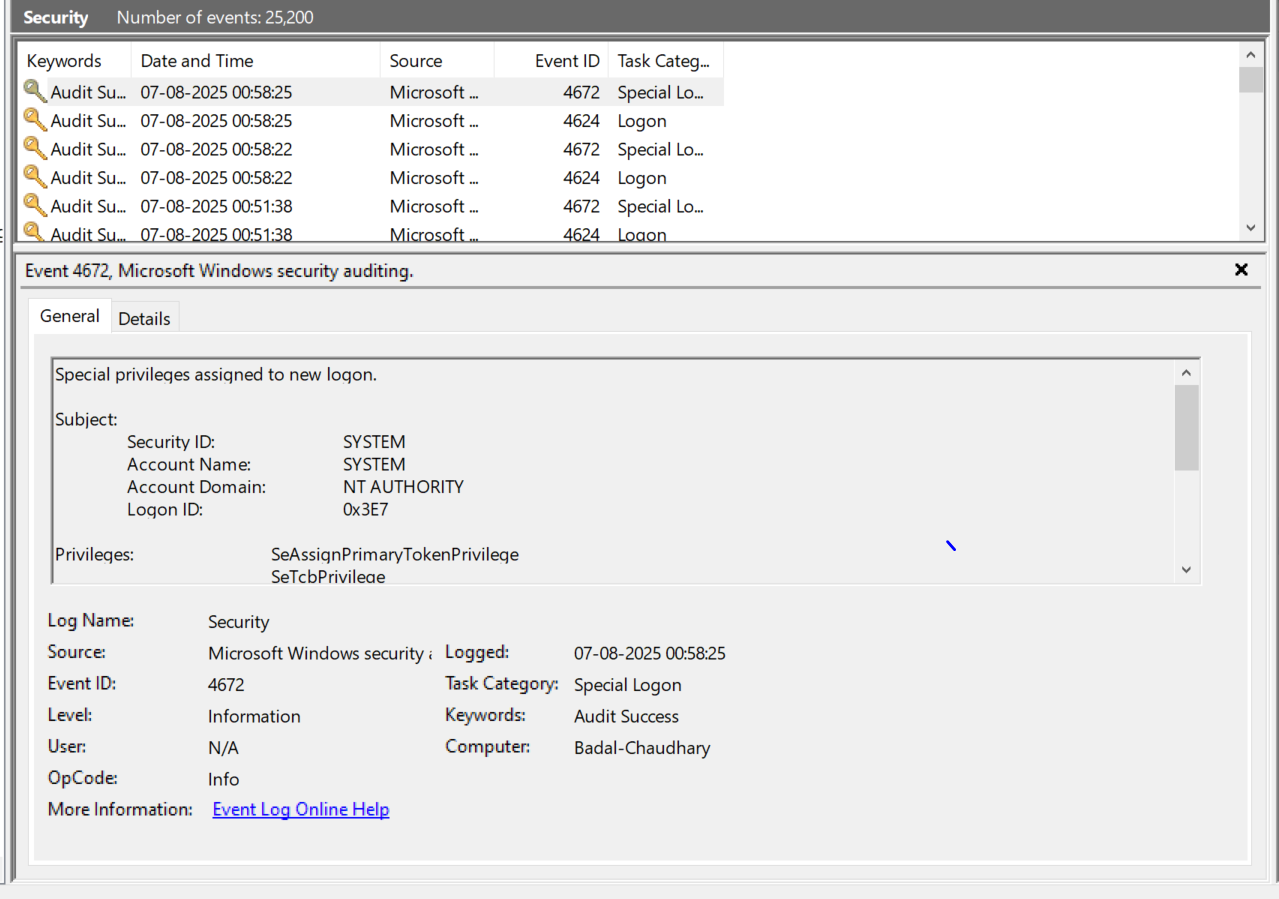 Security Number of events: 25,200
Keywords Date and Time Source Event ID Task Categ...
Audit Su... 07-08-2025 00:58:25 Microsoft ... 4672 Special Lo...
Audit Su... 07-08-2025 00:58:25 Microsoft ... 4624 Logon
Audit Su... 07-08-2025 00:58:22 Microsoft ... 4672 Special Lo...
Audit Su... 07-08-2025 00:58:22 Microsoft ... 4624 Logon
Audit Su... 07-08-2025 00:51:38 Microsoft ... 4672 Special Lo...
Audit Su... 07-08-2025 00:51:38 Microsoft ... 4624 Logon
Event 4672, Microsoft Windows security auditing.
General Details
Special privileges assigned to new logon.
Subject:
Security ID: SYSTEM
Account Name: SYSTEM
Account Domain: NT AUTHORITY
Logon ID: 0x3E7
Privileges: SeAssignPrimaryTokenPrivilege
SeTcbPrivilege
Log Name: Security
Source: Microsoft Windows security Logged: 07-08-2025 00:58:25
Event ID: 4672 Task Category: Special Logon
Level: Information Keywords: Audit Success
User: N/A Computer: Badal-Chaudhary
OpCode: Info
More Information: Event Log Online Help